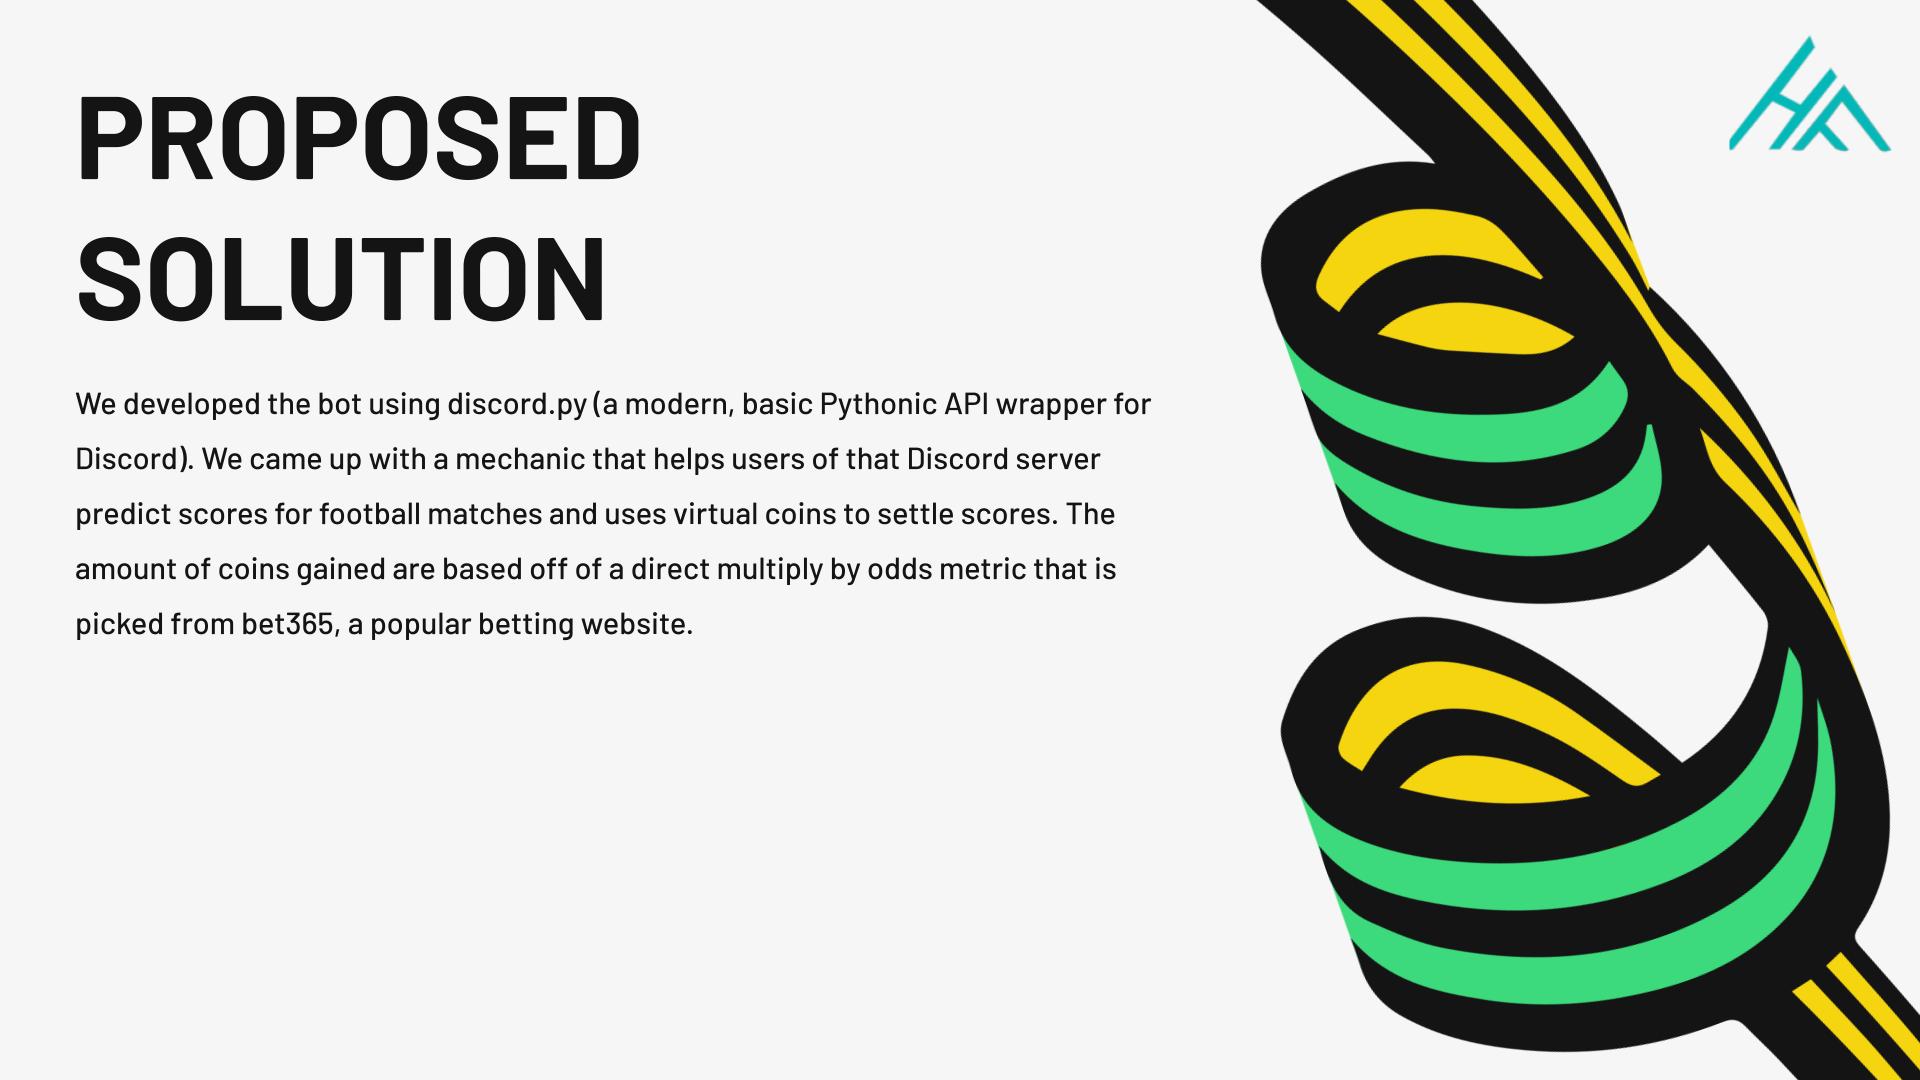 PROPOSED
SOLUTION
We developed the bot using discord.py (a modern, basic Pythonic API wrapper for
Discord). We came up with a mechanic that helps users of that Discord server
predict scores for football matches and uses virtual coins to settle scores. The
amount of coins gained are based off of a direct multiply by odds metric that is
picked from bet365, a popular betting website.